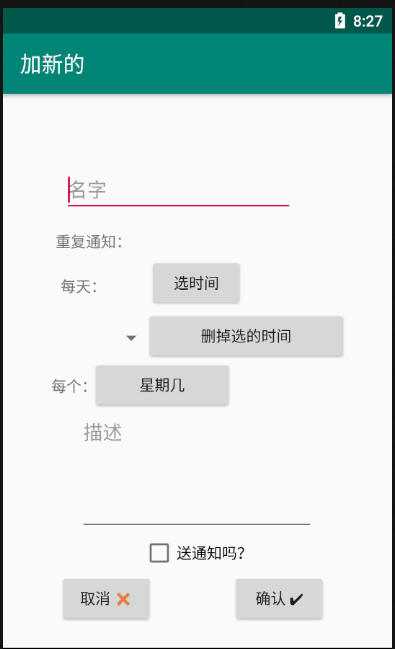 8:27
加新的
名字
重复通知：
每天： 选时间
删掉选的时间
每个： 星期几
描述
送通知吗？
取消 ✖ 确认 ✔